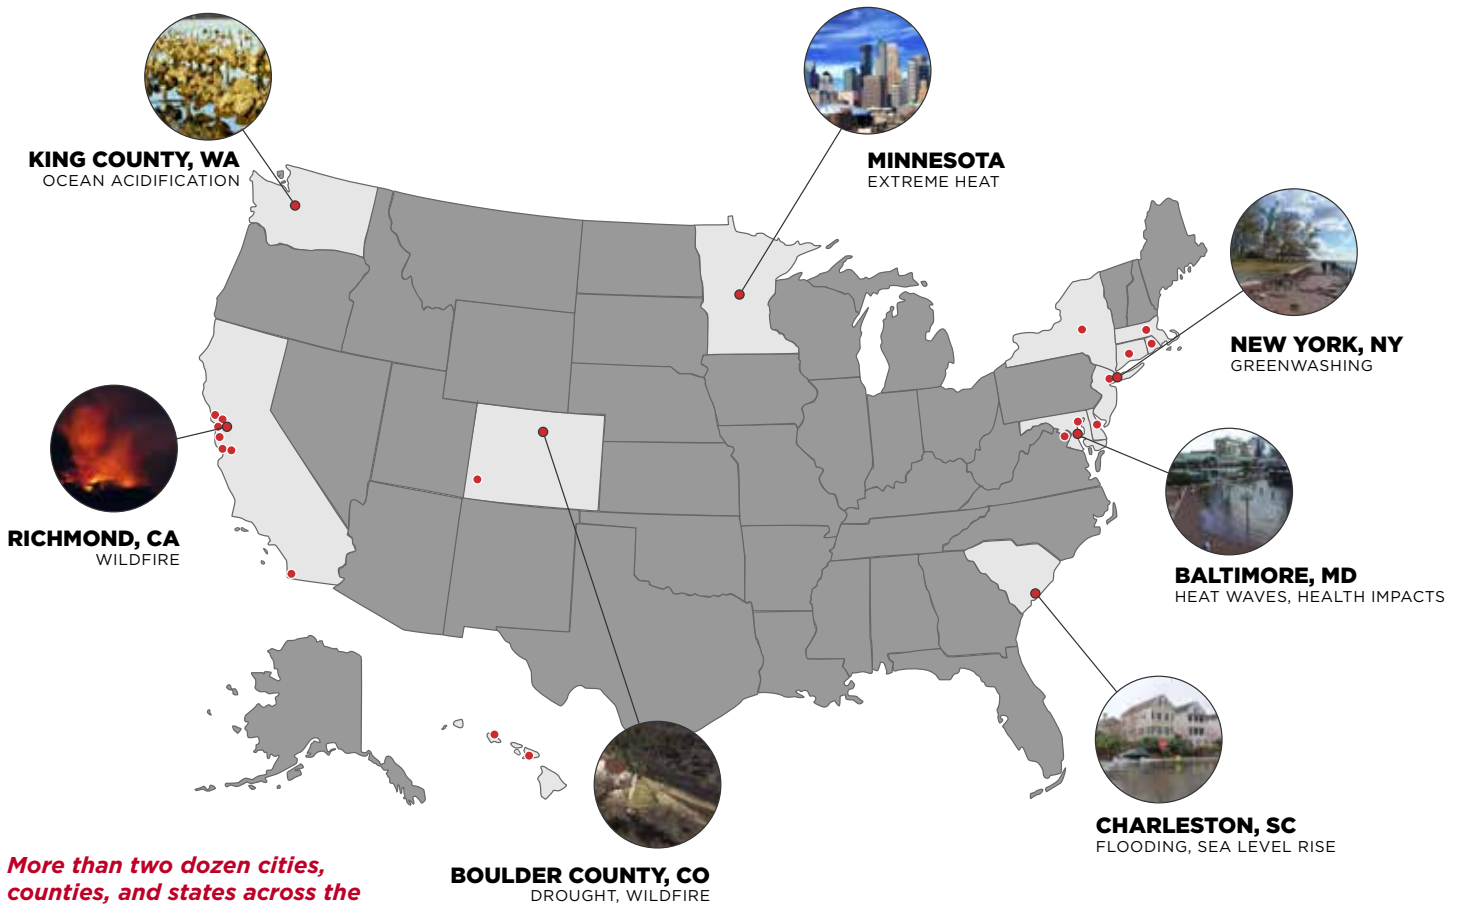 KING COUNTY, WA
OCEAN ACIDIFICATION
MINNESOTA
EXTREME HEAT
NEW YORK, NY
GREENWASHING
RICHMOND, CA
WILDFIRE
BALTIMORE, MD
HEAT WAVES, HEALTH IMPACTS
CHARLESTON, SC
FLOODING, SEA LEVEL RISE
BOULDER COUNTY, CO
DROUGHT, WILDFIRE
More than two dozen cities,
counties, and states across the